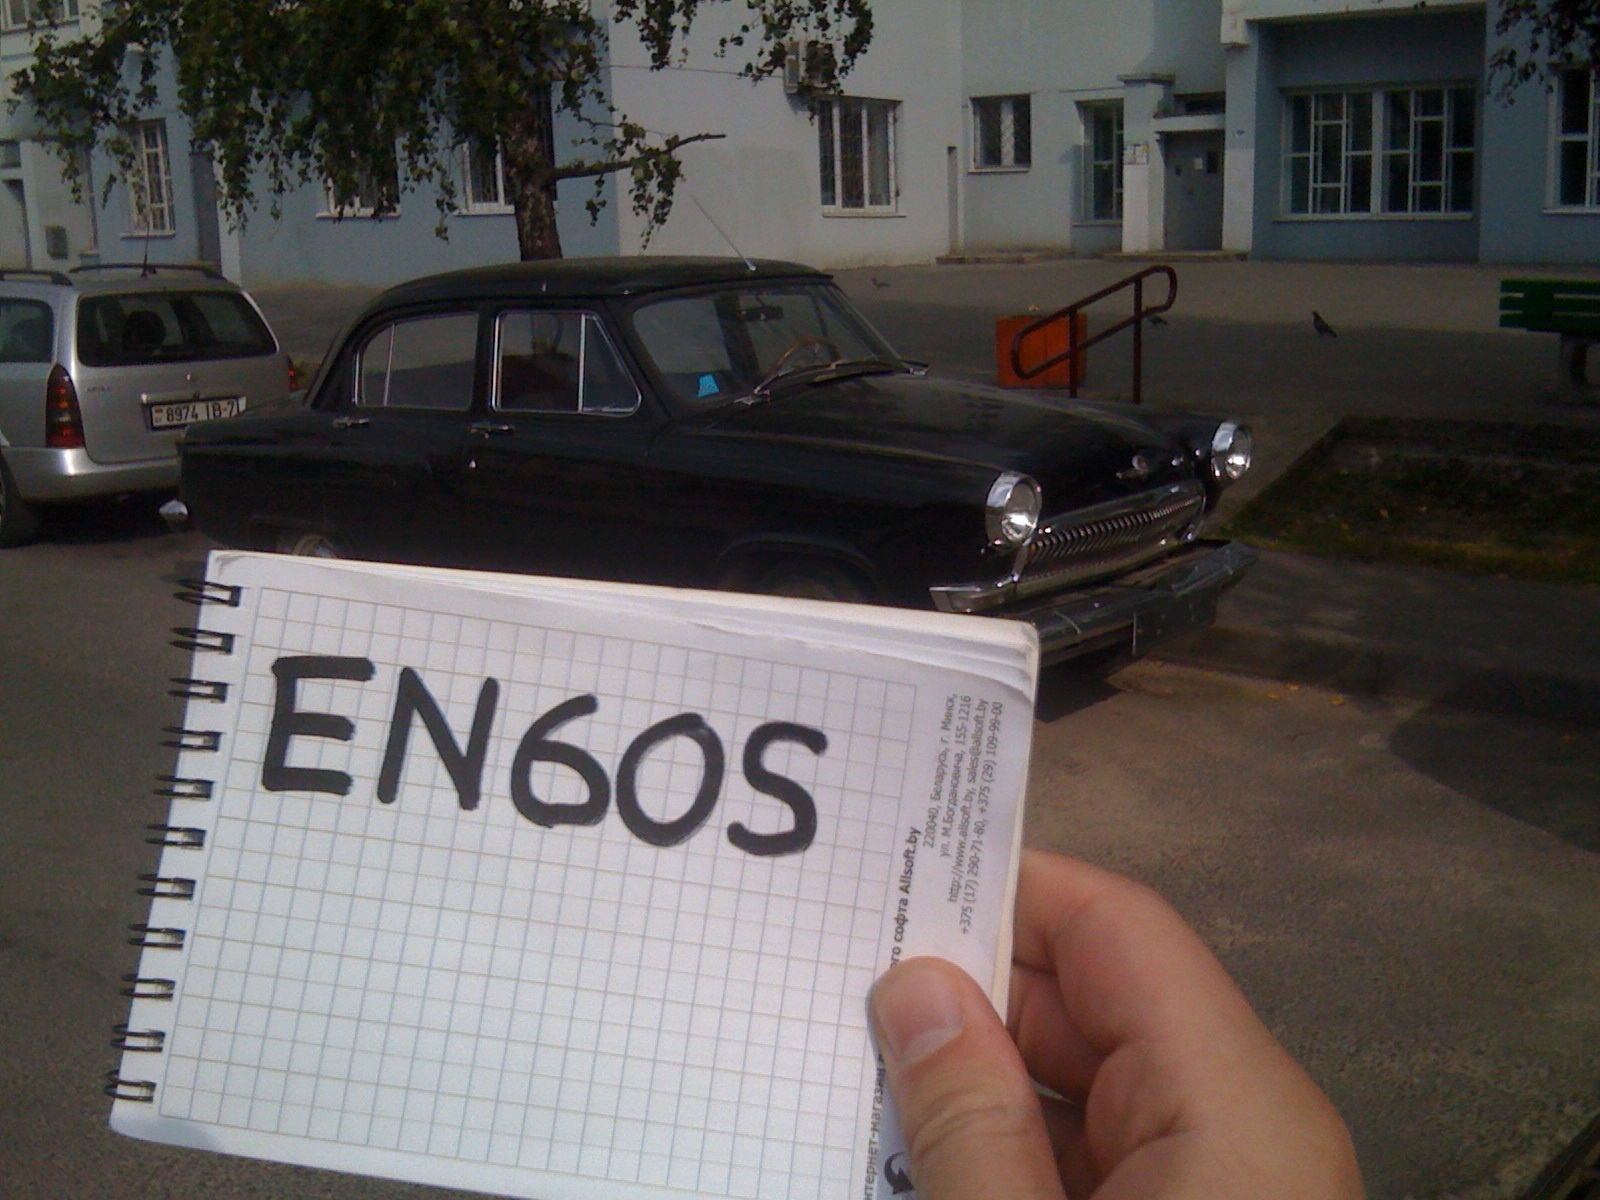 8974 IB-7
EN60S
220040, Беларусь, г. Минск,
ул. М.Богдановича, 155-1216
http://www.allsoft.by, sales@allsoft.by
+375 (17) 290-71-80, +375 (29) 109-99-00
софта Allsoft.by